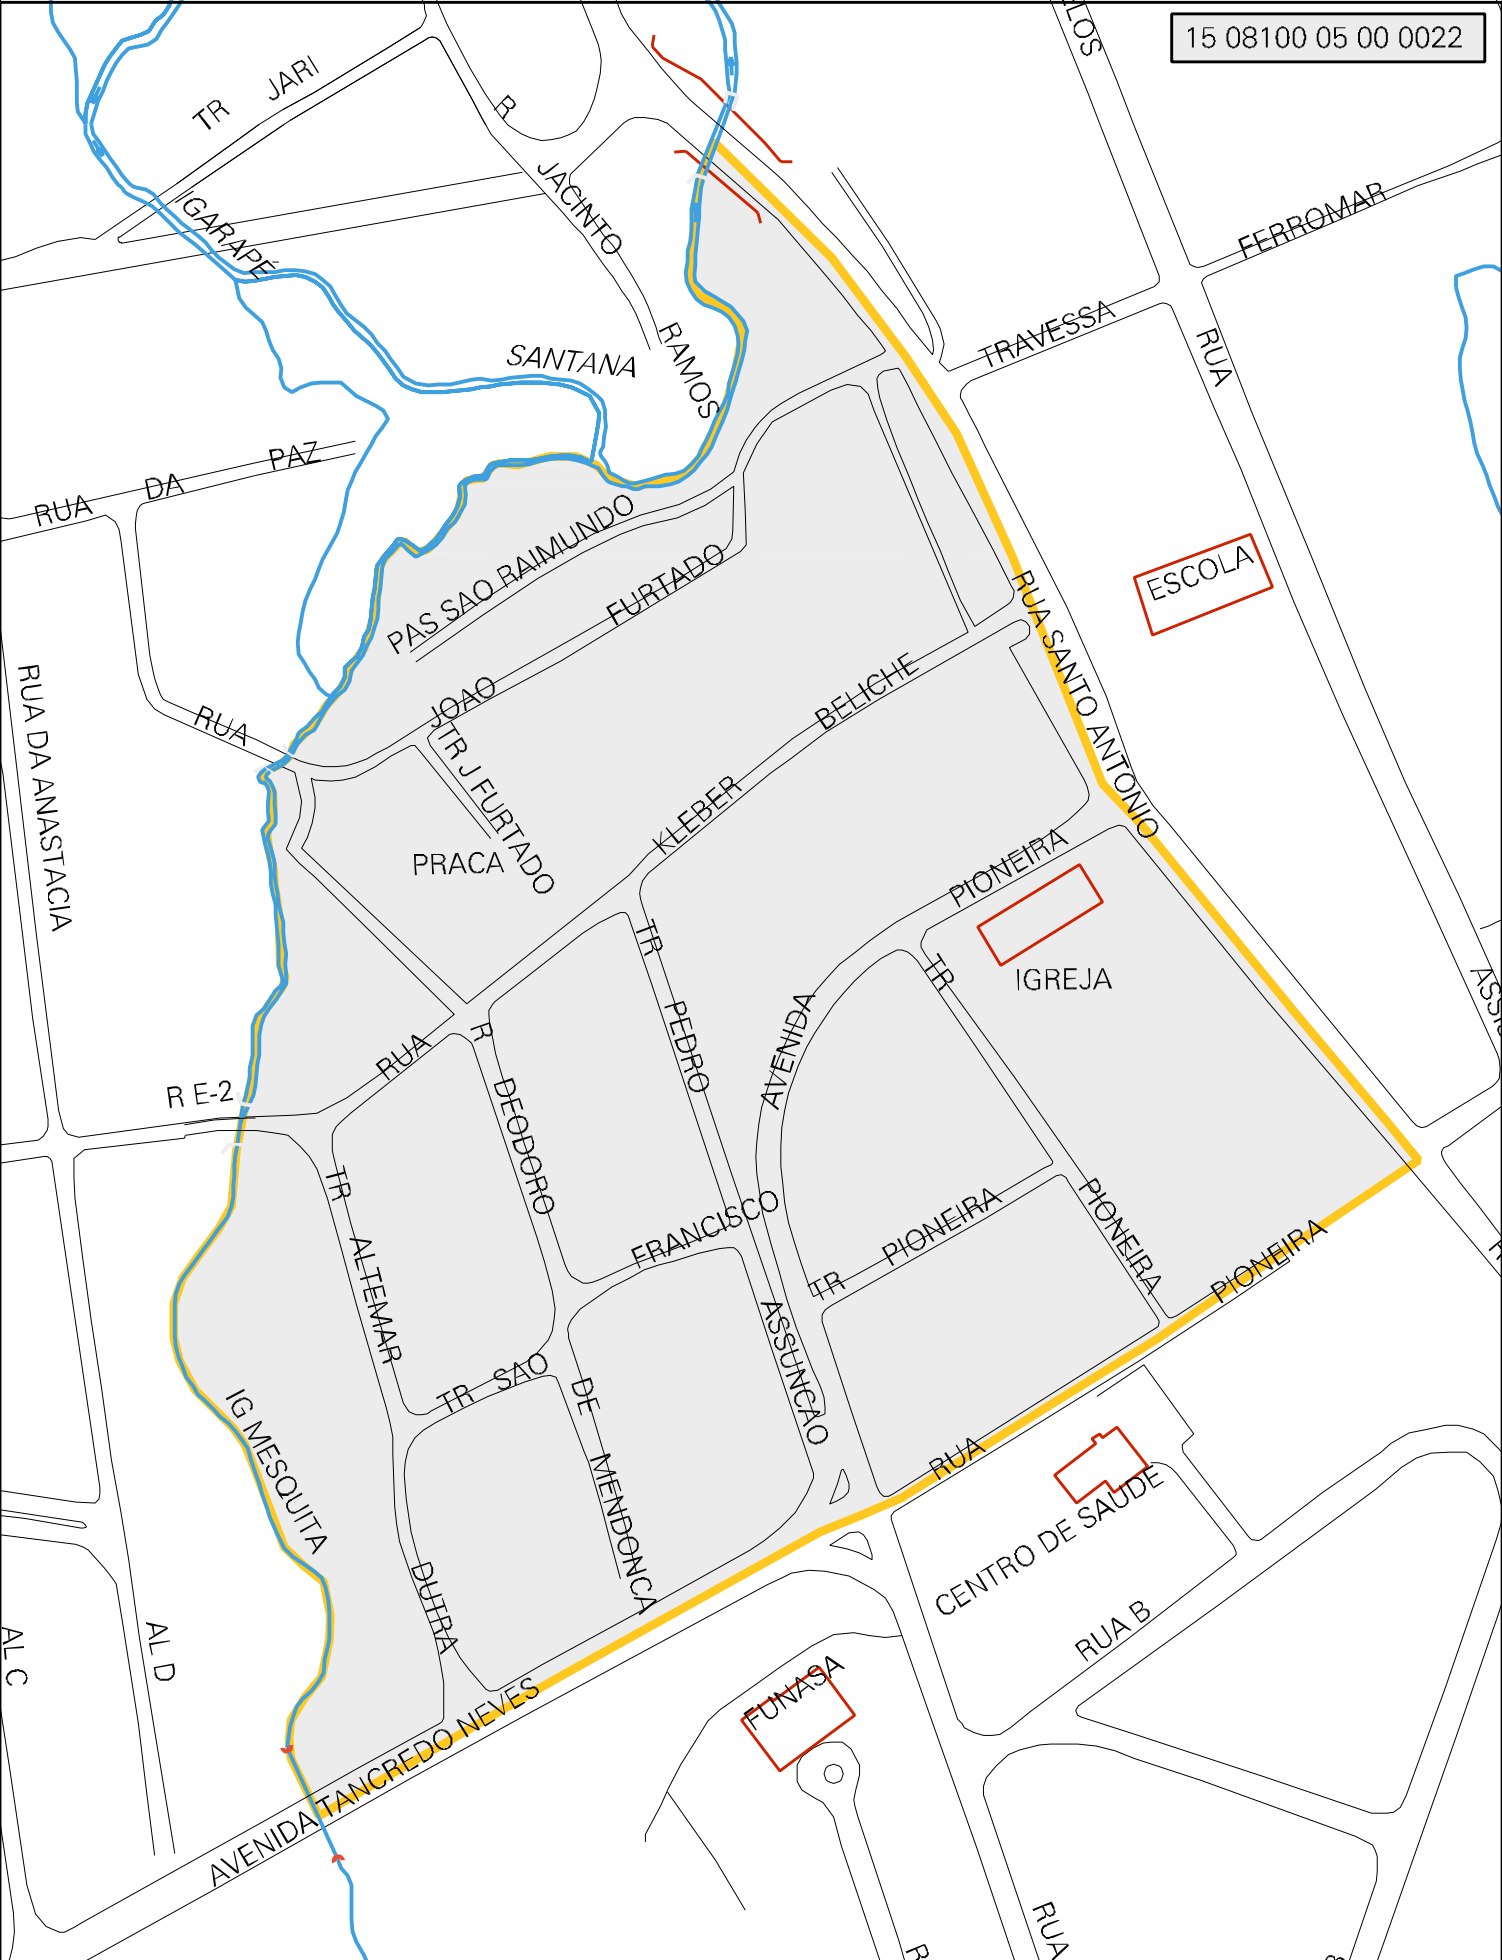 15 08100 05 00 0022
TR JARI
R JACINTO RAMOS
IGARAPÉ SANTANA
TRAVESSA FERROMAR
RUA
RUA DA PAZ
ESCOLA
PAS SAO RAIMUNDO
RUA JOAO FURTADO
TR J FURTADO
RUA SANTO ANTONIO
RUA DA ANASTACIA
PRACA
RUA KLEBER BELICHE
AVENIDA PIONEIRA
IGREJA
TR PIONEIRA
TR PEDRO
R E-2
R DEODORO DE MENDONCA
TR ALTEMAR DUTRA
TR SAO FRANCISCO
ASSUNCAO
TR PIONEIRA
RUA PIONEIRA
IG MESQUITA
CENTRO DE SAUDE
RUA B
FUNASA
AVENIDA TANCREDO NEVES
AL C
AL D
RUA
R